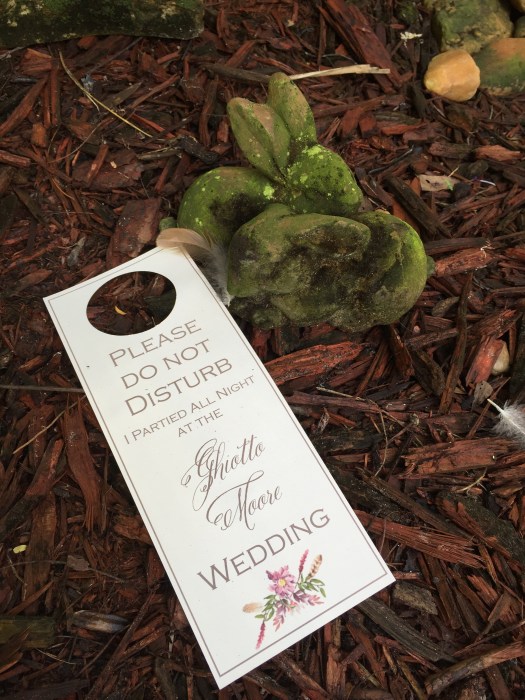 PLEASE
DO NOT
DISTURB
I PARTIED ALL NIGHT
AT THE
Ghiotto
Moore
WEDDING